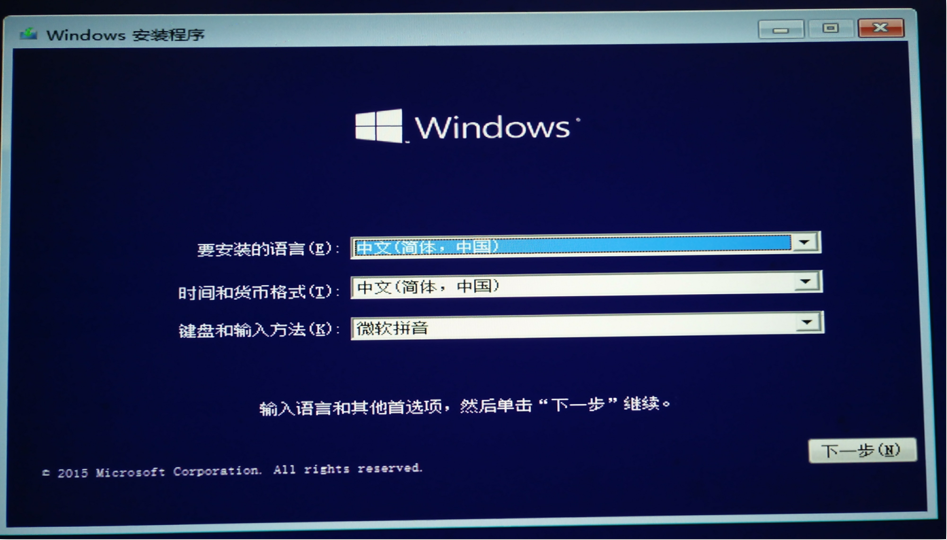 Windows 安装程序
Windows
要安装的语言(E): 中文(简体，中国)
时间和货币格式(T): 中文(简体，中国)
键盘和输入方法(K): 微软拼音
输入语言和其他首选项，然后单击“下一步”继续。
下一步(N)
© 2015 Microsoft Corporation. All rights reserved.